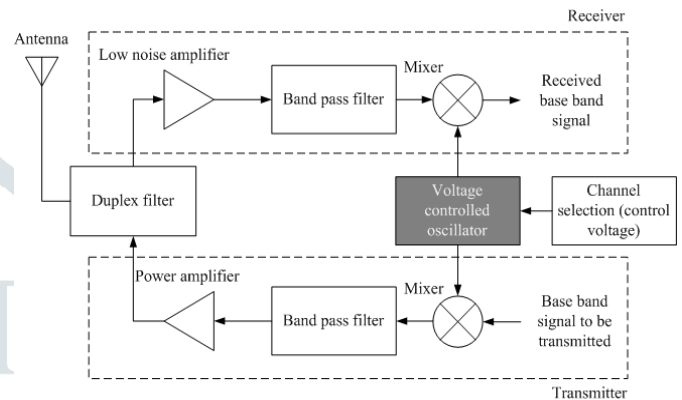 Receiver
Antenna
Low noise amplifier
Mixer
Band pass filter
Received
base band
signal
Duplex filter
Voltage
controlled
oscillator
Channel
selection (control
voltage)
Power amplifier
Mixer
Band pass filter
Base band
signal to be
transmitted
Transmitter